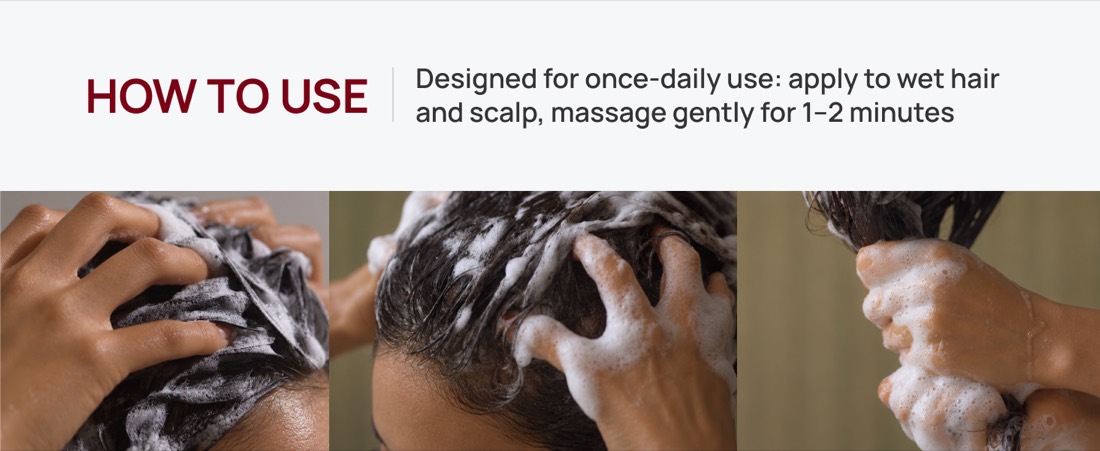 HOW TO USE
Designed for once-daily use: apply to wet hair
and scalp, massage gently for 1–2 minutes